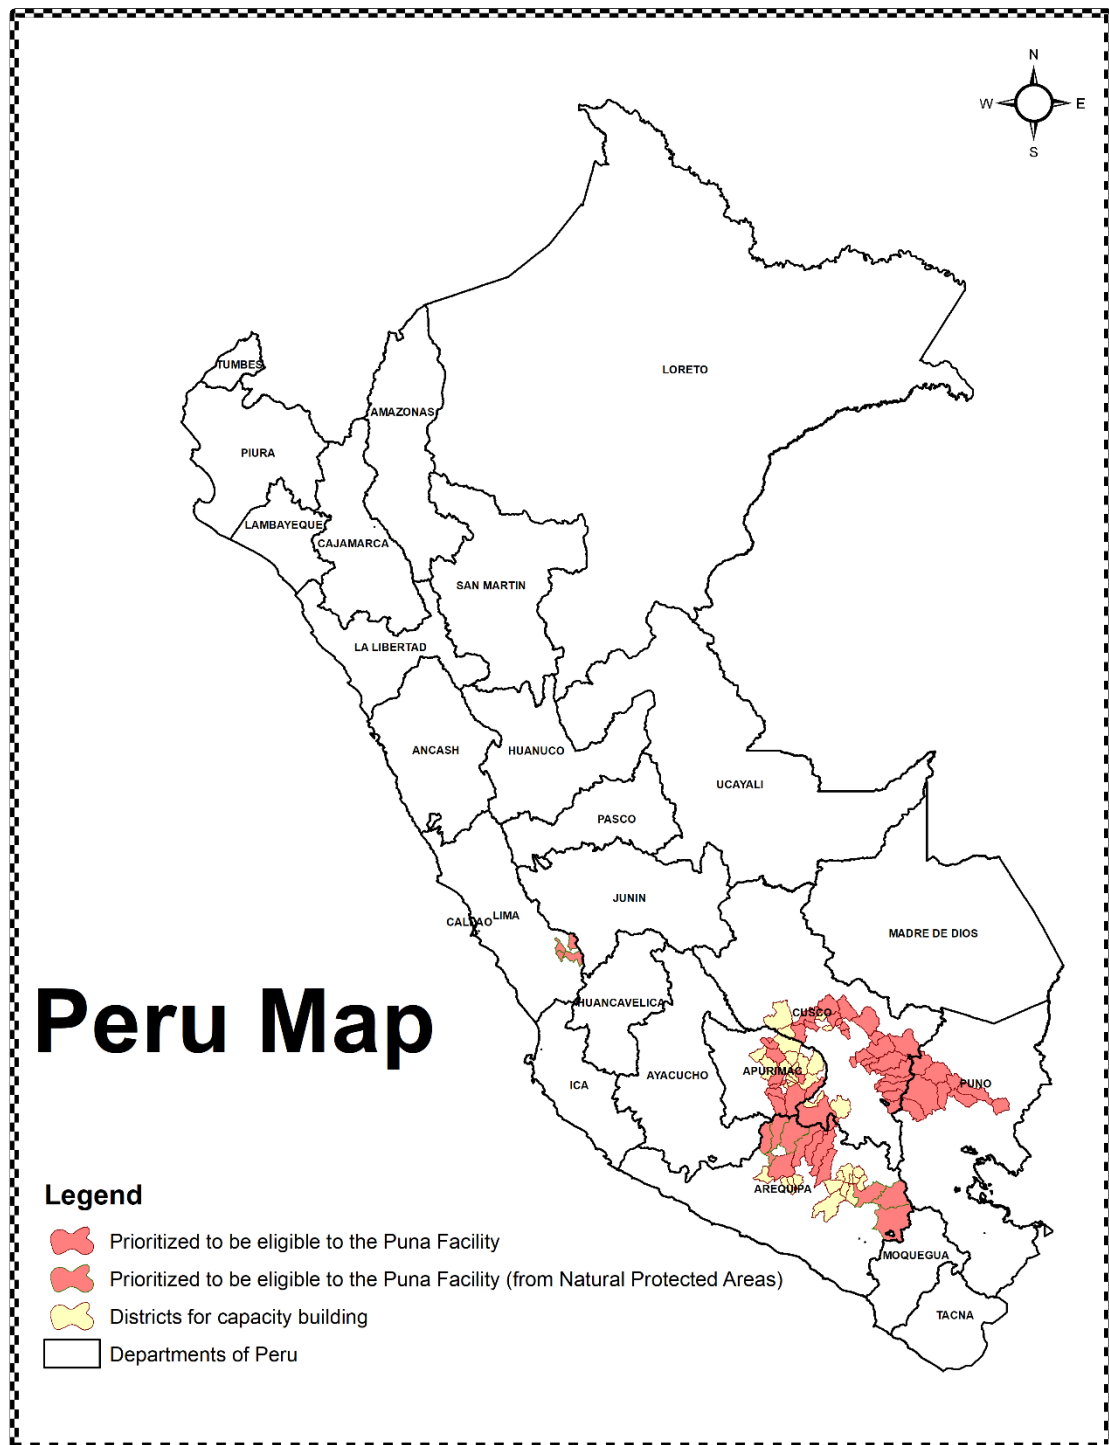 N
W E
S
TUMBES
LORETO
AMAZONAS
PIURA
LAMBAYEQUE
CAJAMARCA
SAN MARTIN
LA LIBERTAD
ANCASH
HUANUCO
UCAYALI
PASCO
JUNIN
CALLAO
LIMA
MADRE DE DIOS
HUANCAVELICA
CUSCO
Peru Map
APURIMAC
AYACUCHO
ICA
PUNO
AREQUIPA
MOQUEGUA
TACNA
Legend
Prioritized to be eligible to the Puna Facility
Prioritized to be eligible to the Puna Facility (from Natural Protected Areas)
Districts for capacity building
Departments of Peru